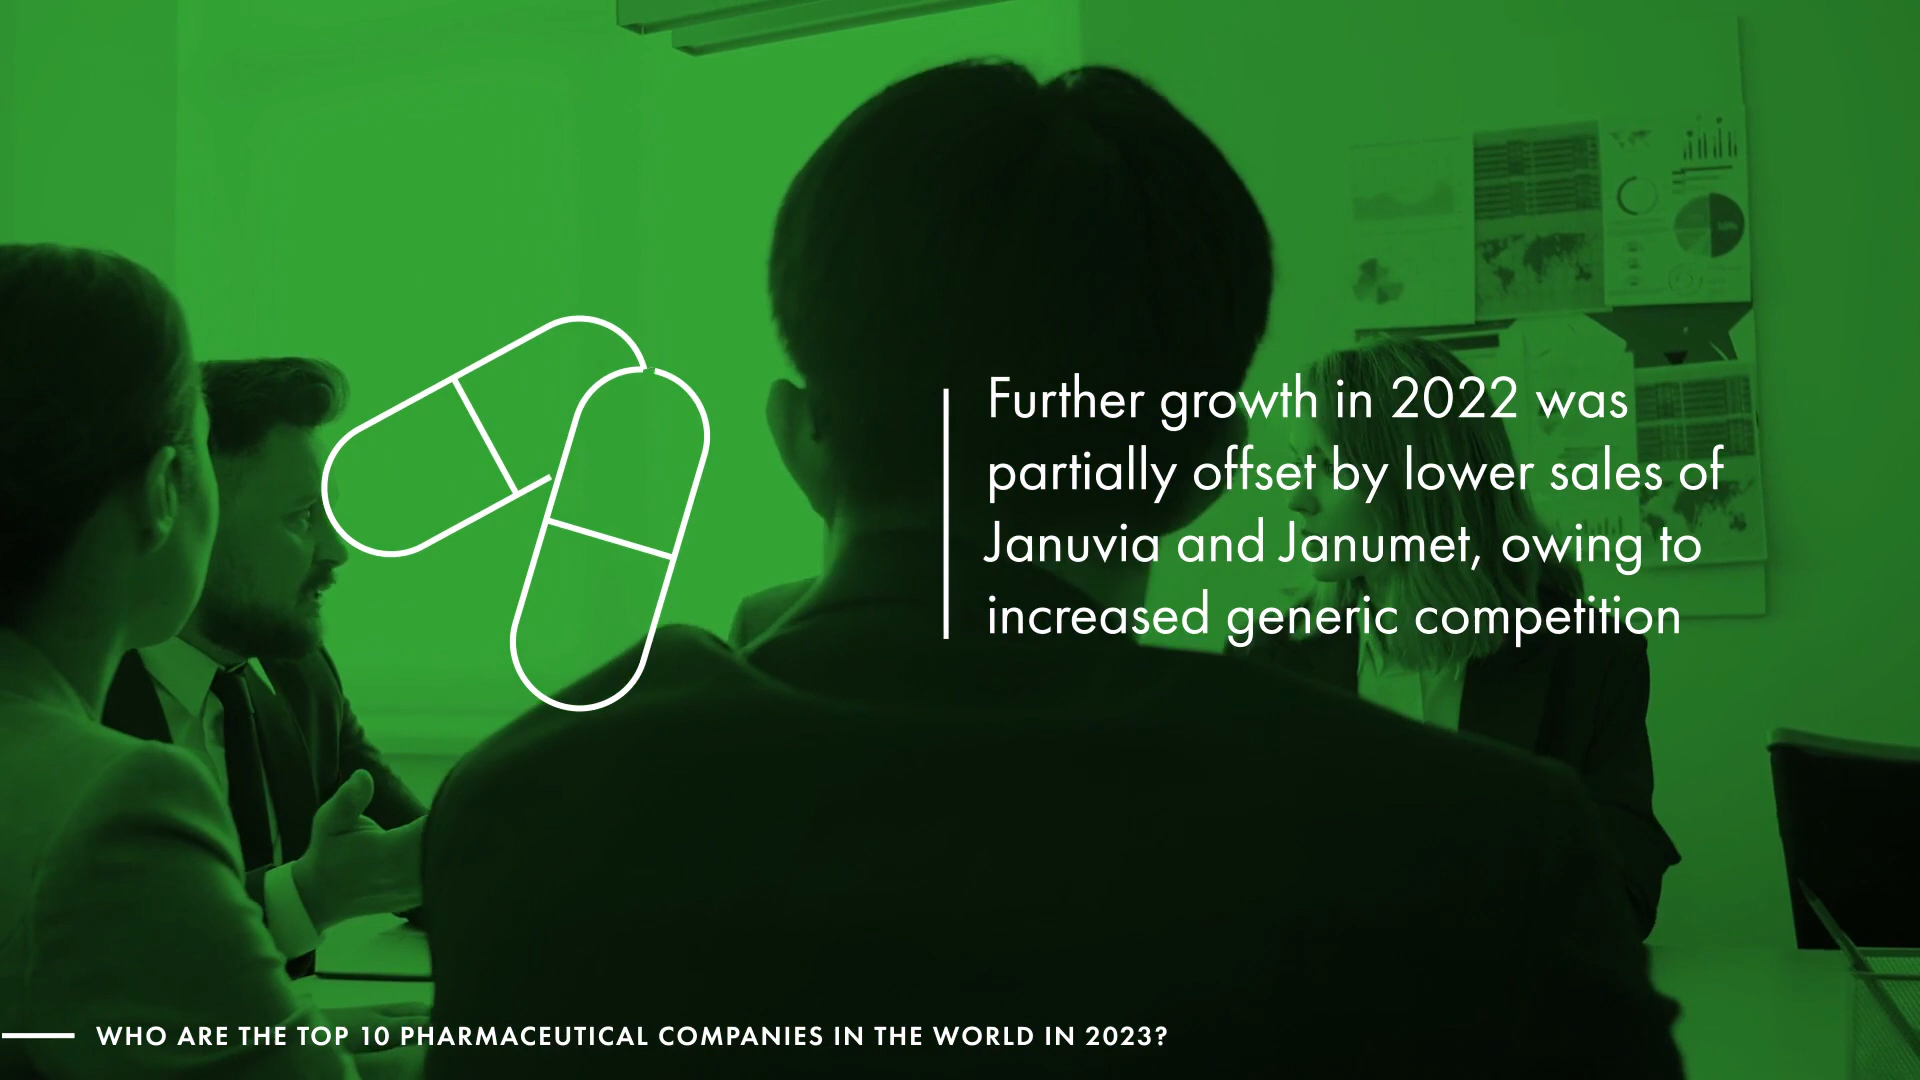 Further growth in 2022 was
partially offset by lower sales of
Januvia and Janumet, owing to
increased generic competition
WHO ARE THE TOP 10 PHARMACEUTICAL COMPANIES IN THE WORLD IN 2023?